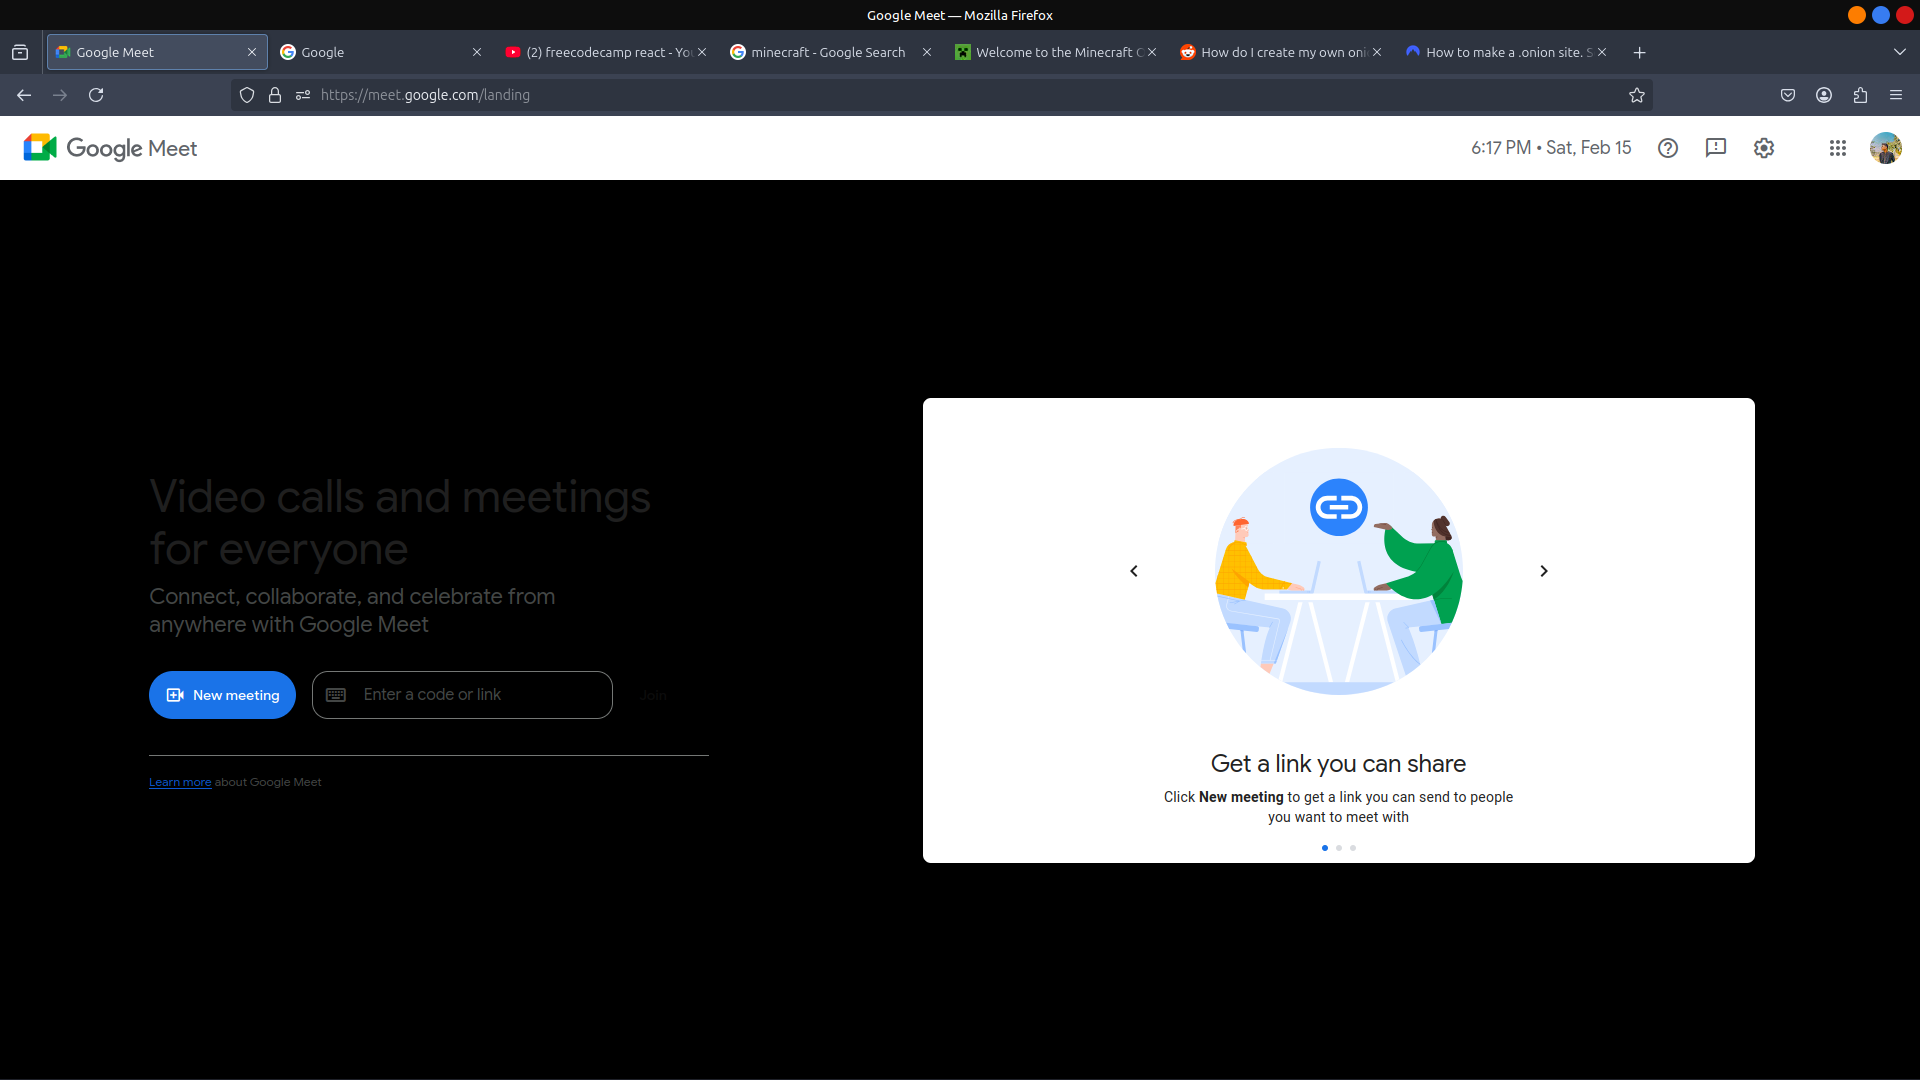 Google Meet — Mozilla Firefox
Google Meet
Google
(2) freecodecamp react - You
minecraft - Google Search
Welcome to the Minecraft
How do I create my own oni
How to make a .onion site. S
https://meet.google.com/landing
Google Meet
6:17 PM • Sat, Feb 15
Video calls and meetings
for everyone
Connect, collaborate, and celebrate from
anywhere with Google Meet
New meeting
Enter a code or link
Join
Learn more about Google Meet
Get a link you can share
Click New meeting to get a link you can send to people
you want to meet with